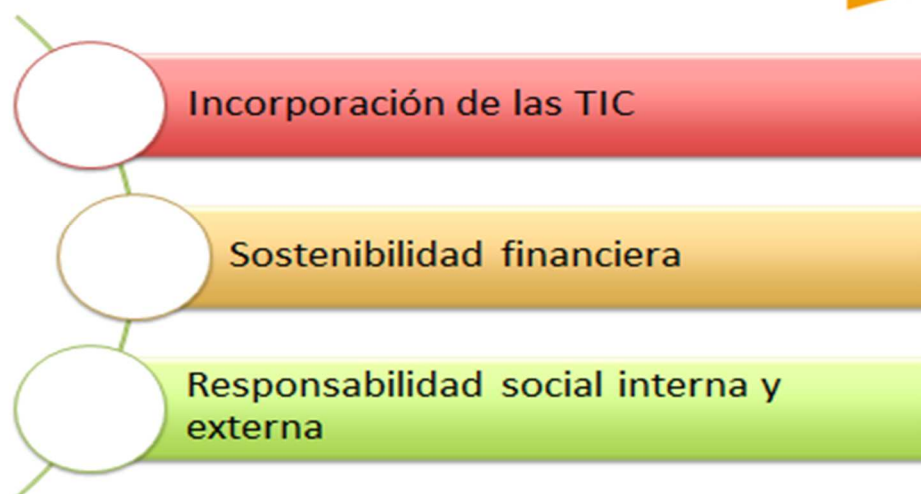 Incorporación de las TIC
Sostenibilidad financiera
Responsabilidad social interna y
externa